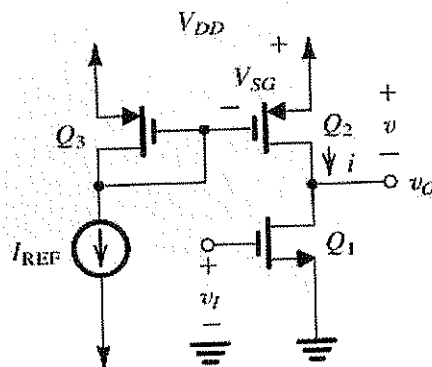 V_DD
+
V_SG
−
Q_3
Q_2
+
v
−
i
v_O
I_REF
+
v_I
−
Q_1